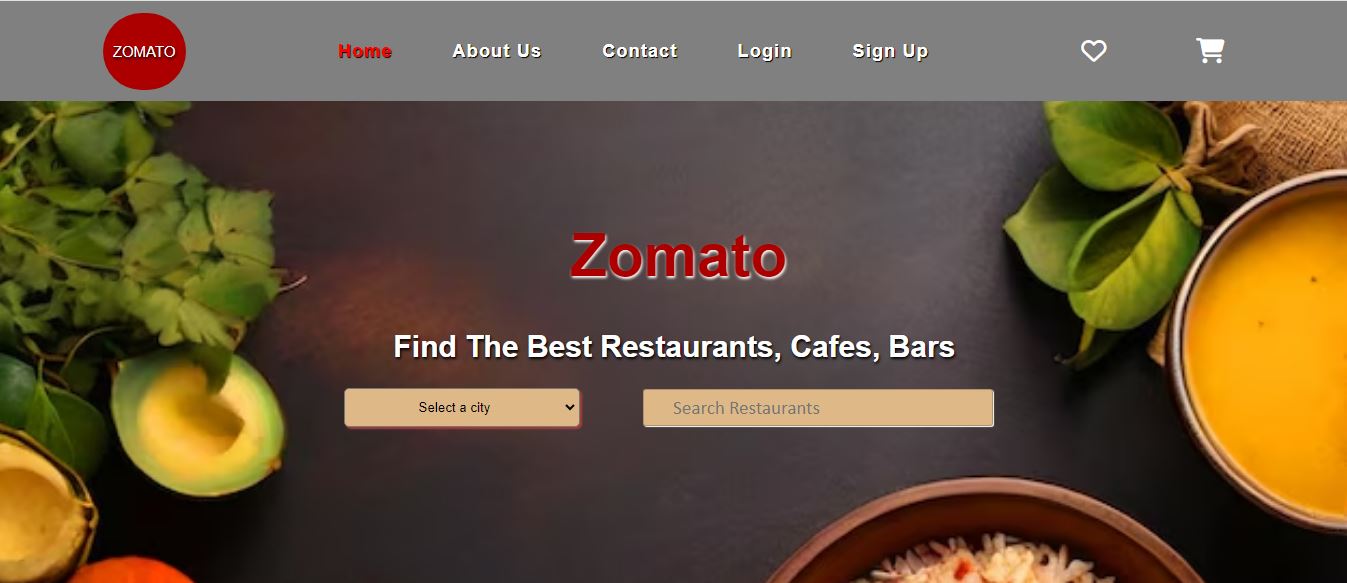 ZOMATO Home About Us Contact Login Sign Up
Zomato
Find The Best Restaurants, Cafes, Bars
Select a city Search Restaurants